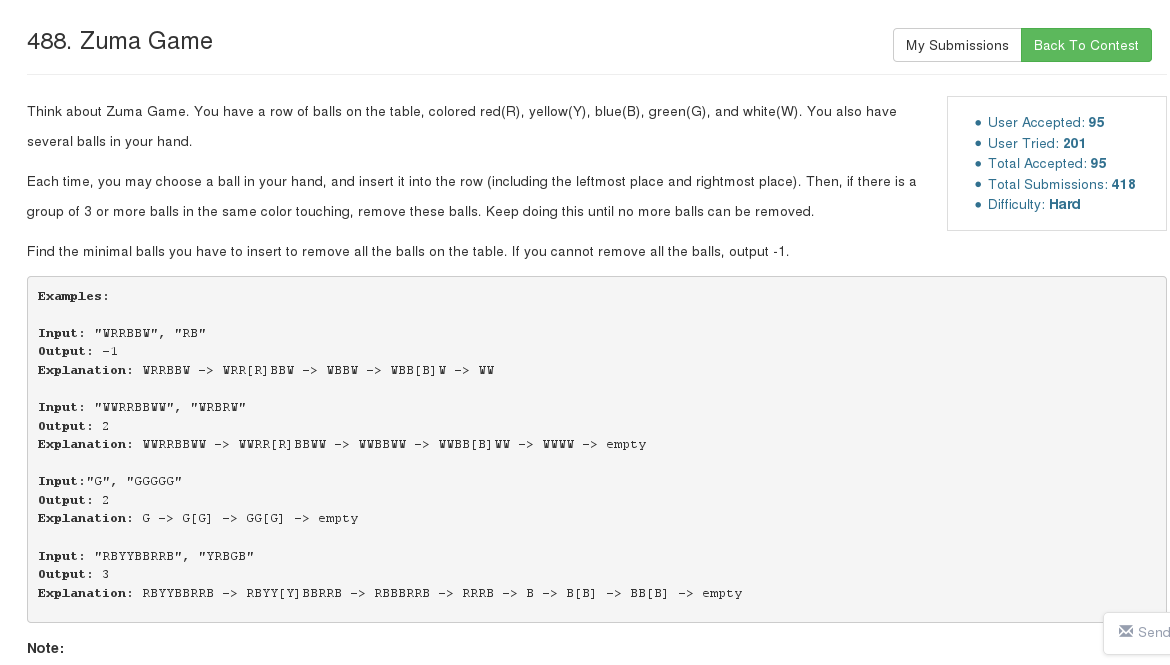 488. Zuma Game
My Submissions
Back To Contest
Think about Zuma Game. You have a row of balls on the table, colored red(R), yellow(Y), blue(B), green(G), and white(W). You also have
several balls in your hand.
Each time, you may choose a ball in your hand, and insert it into the row (including the leftmost place and rightmost place). Then, if there is a
group of 3 or more balls in the same color touching, remove these balls. Keep doing this until no more balls can be removed.
Find the minimal balls you have to insert to remove all the balls on the table. If you cannot remove all the balls, output -1.
User Accepted: 95
User Tried: 201
Total Accepted: 95
Total Submissions: 418
Difficulty: Hard
Examples:
Input: "WRRBBW", "RB"
Output: -1
Explanation: WRRBBW -> WRR[R]BBW -> WBBW -> WBB[B]W -> WW
Input: "WWRRBBWW", "WRBRW"
Output: 2
Explanation: WWRRBBWW -> WWRR[R]BBWW -> WWBBWW -> WWBB[B]WW -> WWWW -> empty
Input:"G", "GGGGG"
Output: 2
Explanation: G -> G[G] -> GG[G] -> empty
Input: "RBYYBBRRB", "YRBGB"
Output: 3
Explanation: RBYYBBRRB -> RBYY[Y]BBRRB -> RBBBRRB -> RRRB -> B -> B[B] -> BB[B] -> empty
Note:
Send